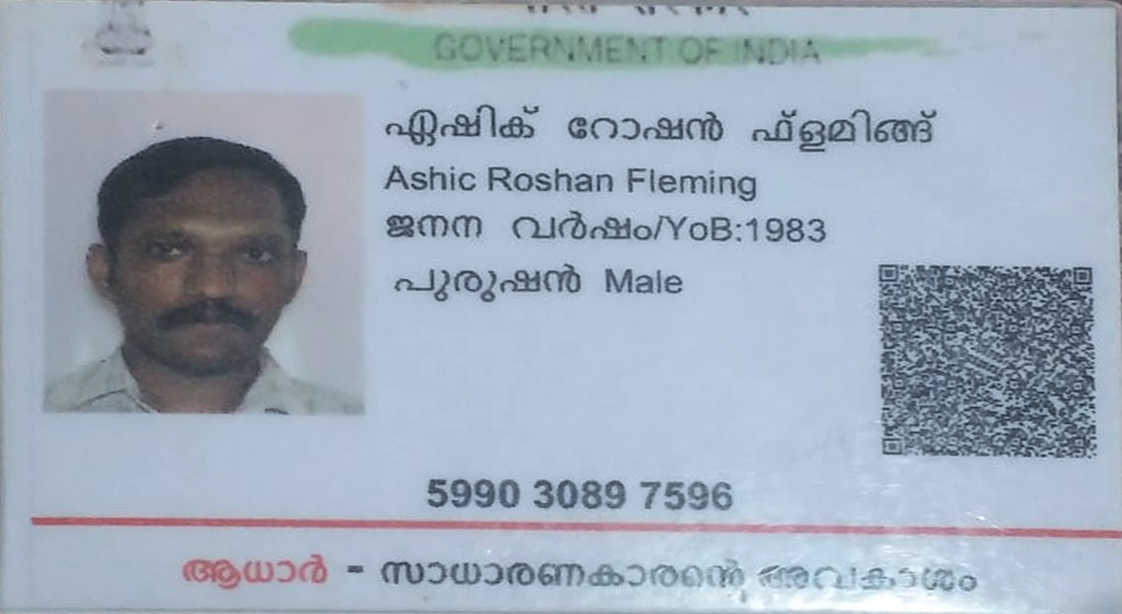 GOVERNMENT OF INDIA
ഏഷിക് റോഷൻ ഫ്ളമിങ്ങ്
Ashic Roshan Fleming
ജനന വർഷം/YoB:1983
പുരുഷൻ Male
5990 3089 7596
ആധാർ - സാധാരണകാരന്റെ അവകാശം